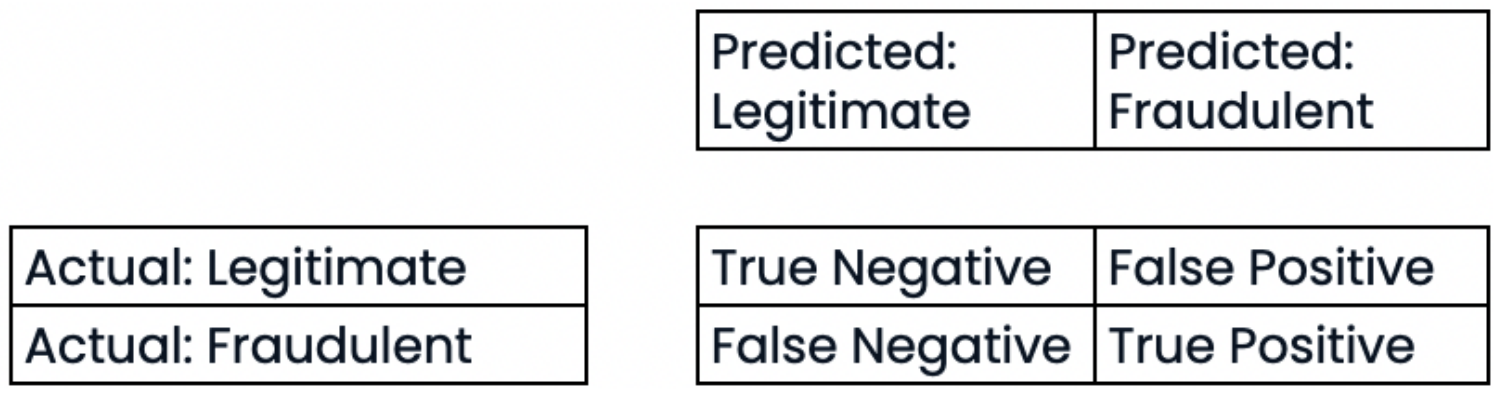 Predicted:
Legitimate
Predicted:
Fraudulent
Actual: Legitimate
True Negative
False Positive
Actual: Fraudulent
False Negative
True Positive